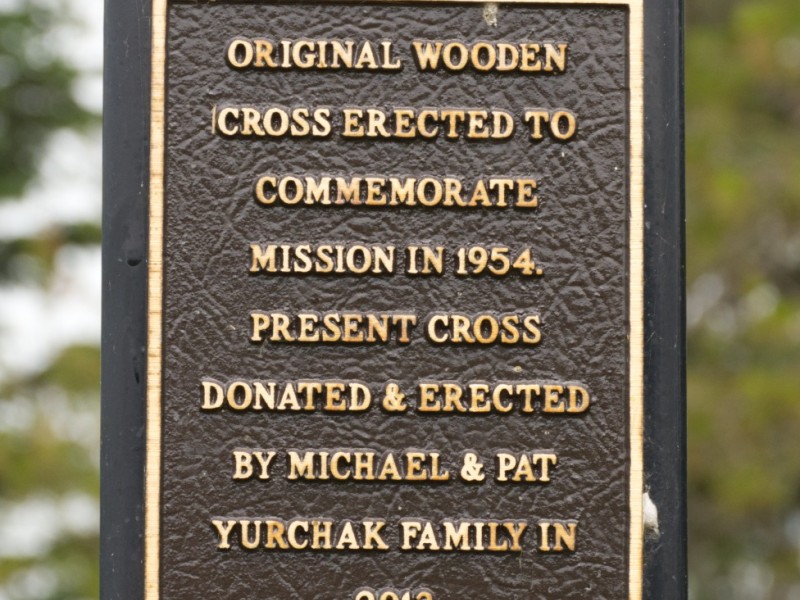 ORIGINAL WOODEN
CROSS ERECTED TO
COMMEMORATE
MISSION IN 1954.
PRESENT CROSS
DONATED & ERECTED
BY MICHAEL & PAT
YURCHAK FAMILY IN